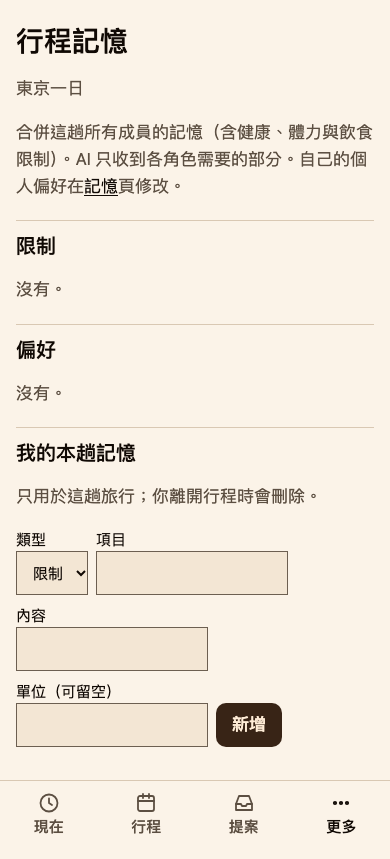 行程記憶
東京一日
合併這趟所有成員的記憶（含健康、體力與飲食
限制）。AI 只收到各角色需要的部分。自己的個
人偏好在記憶頁修改。
限制
沒有。
偏好
沒有。
我的本趟記憶
只用於這趟旅行；你離開行程時會刪除。
類型 項目
限制
內容
單位（可留空）
新增
現在 行程 提案 更多